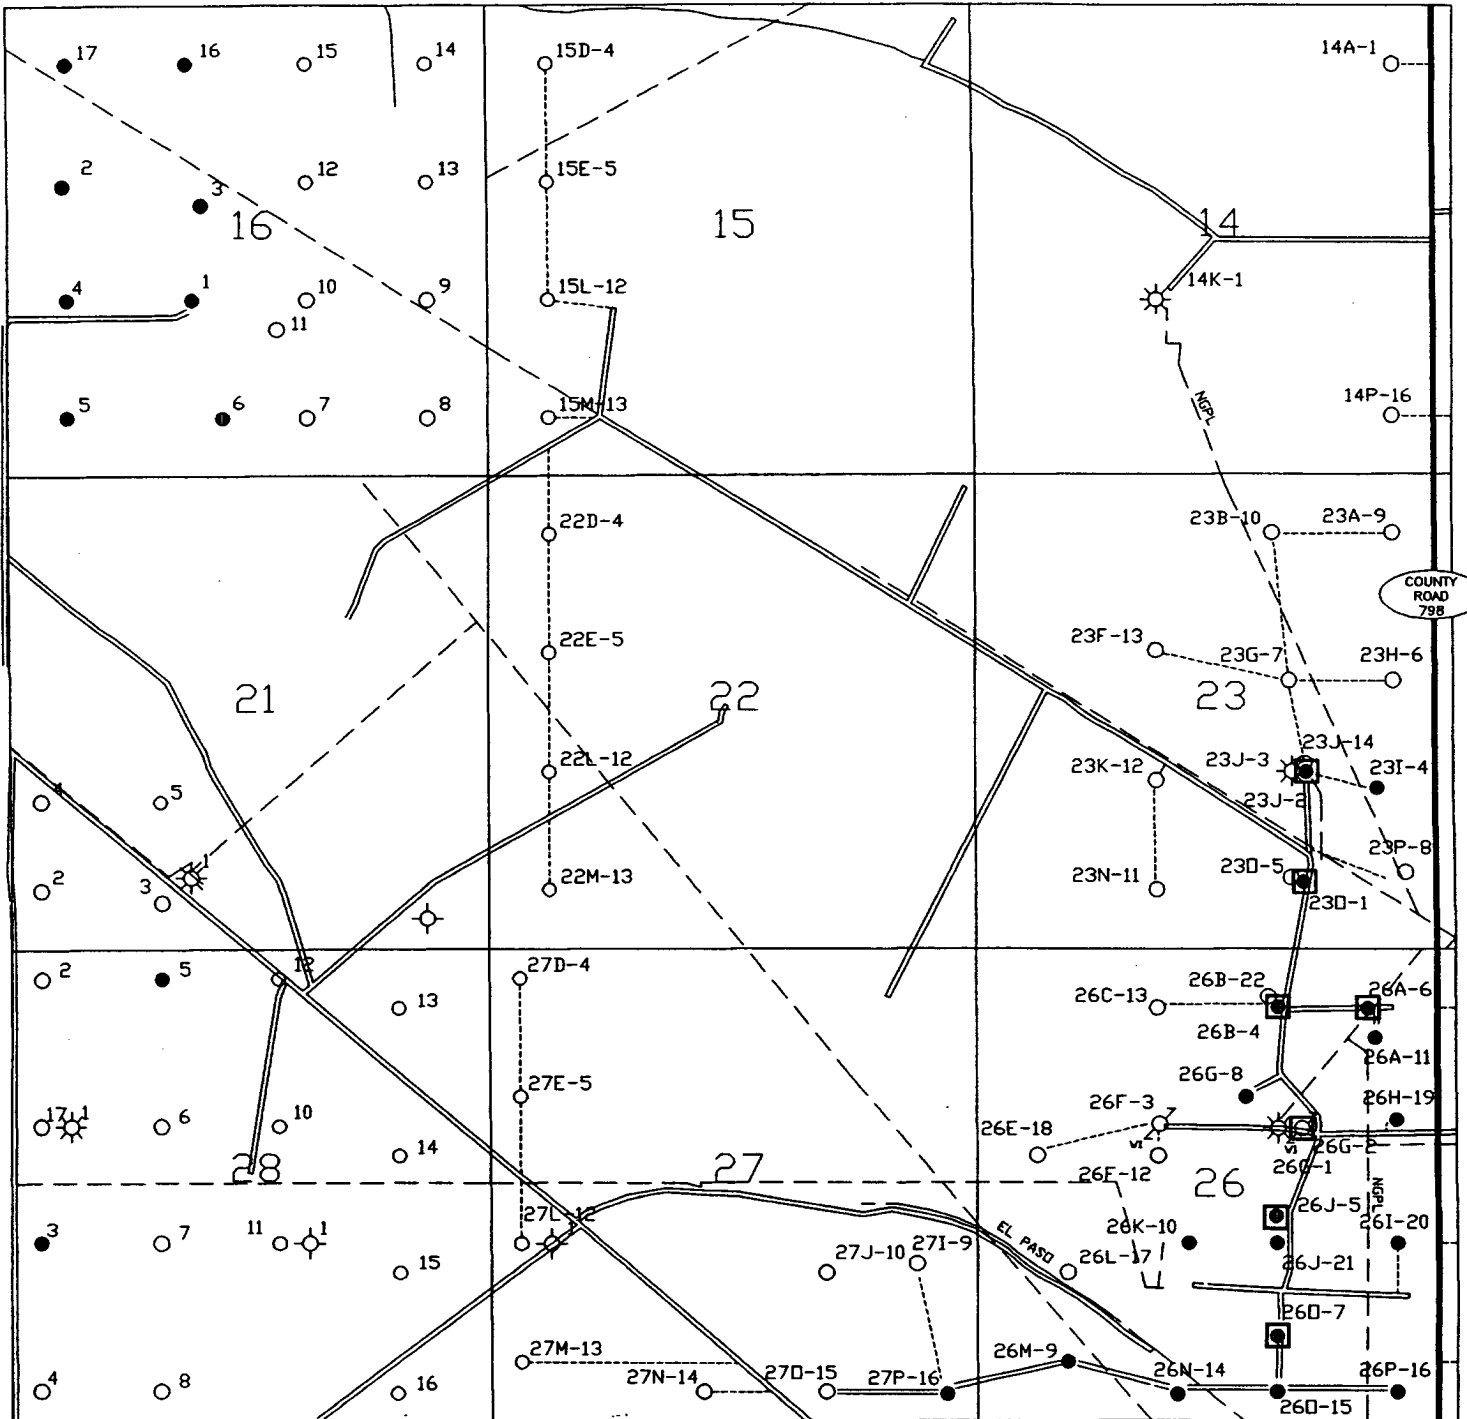 17 16 15 14 15D-4 14A-1
2 3 12 13 15E-5
16 15 14
4 1 10 9 15L-12 14K-1
11
5 6 7 8 15M-13 NGPL 14P-16
22D-4 23B-10 23A-9
COUNTY
ROAD
798
22E-5 23F-13 23G-7 23H-6
21 22 23
23J-14
22L-12 23K-12 23J-3 23I-4
4 5 23J-2
1 23P-8
2 3 22M-13 23N-11 23O-5
23O-1
2 5 12 27D-4 26B-22 26A-6
13 26C-13
26B-4
26A-11
27E-5 26G-8
17 1 6 10 26F-3 26H-19
14 26E-18 SI SI 26G-2
28 27 26F-12 26G-1
26 NGPL
3 7 11 1 27L-12 EL PASO 26K-10 26J-5 26I-20
15 27J-10 27I-9 26L-17 26J-21
26O-7
27M-13 26M-9
4 8 16 27N-14 27O-15 27P-16 26N-14 26P-16
26O-15